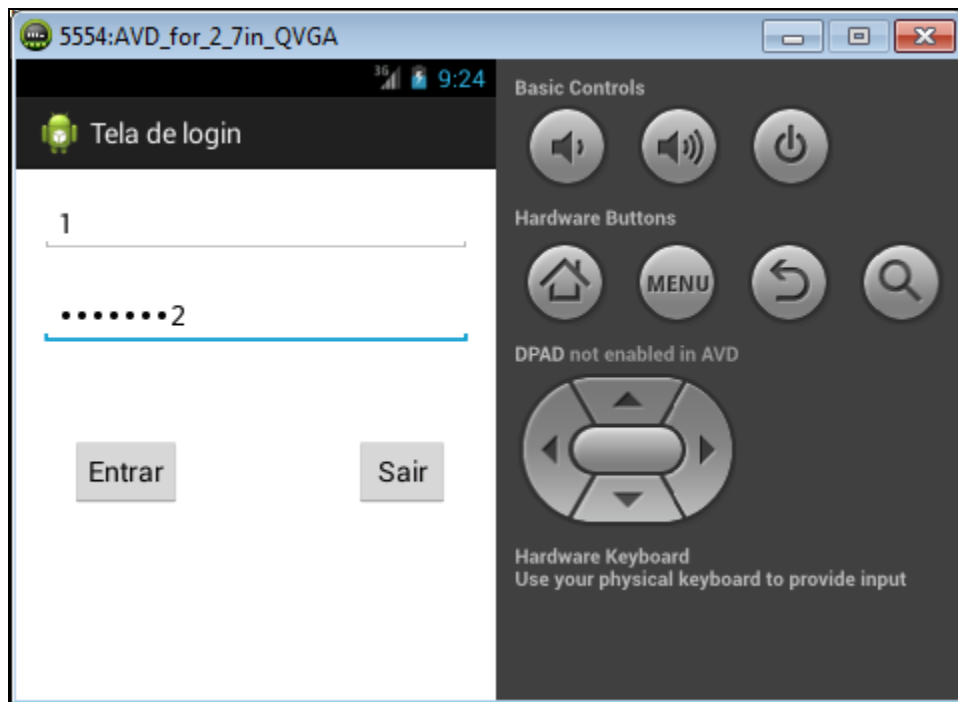 5554:AVD_for_2_7in_QVGA
3G 9:24
Tela de login
1
•••••••2
Entrar
Sair
Basic Controls
Hardware Buttons
MENU
DPAD not enabled in AVD
Hardware Keyboard
Use your physical keyboard to provide input